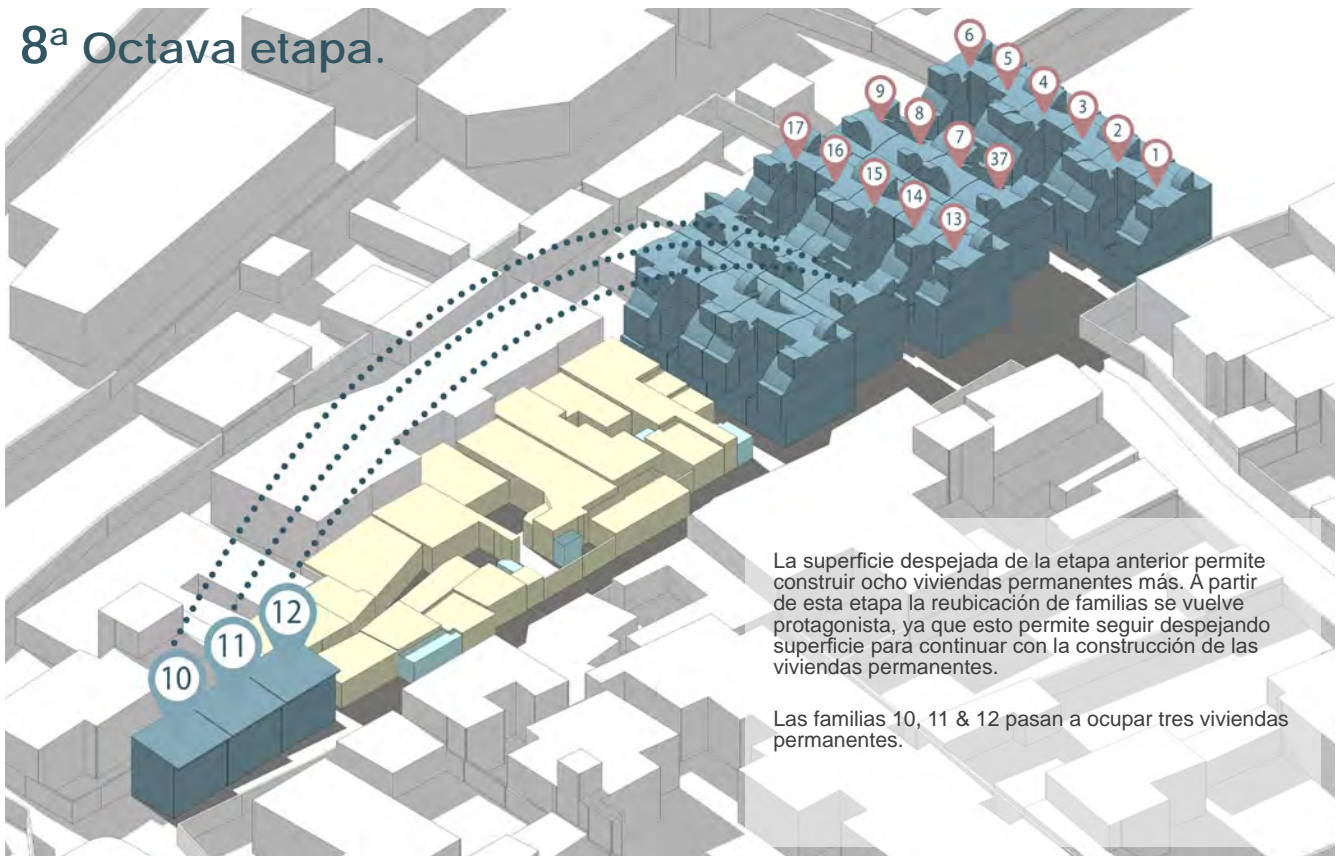 8ª Octava etapa.
6
5
4
3
2
1
9
8
7
37
17
16
15
14
13
12
11
10
La superficie despejada de la etapa anterior permite
construir ocho viviendas permanentes más. A partir
de esta etapa la reubicación de familias se vuelve
protagonista, ya que esto permite seguir despejando
superficie para continuar con la construcción de las
viviendas permanentes.
Las familias 10, 11 & 12 pasan a ocupar tres viviendas
permanentes.